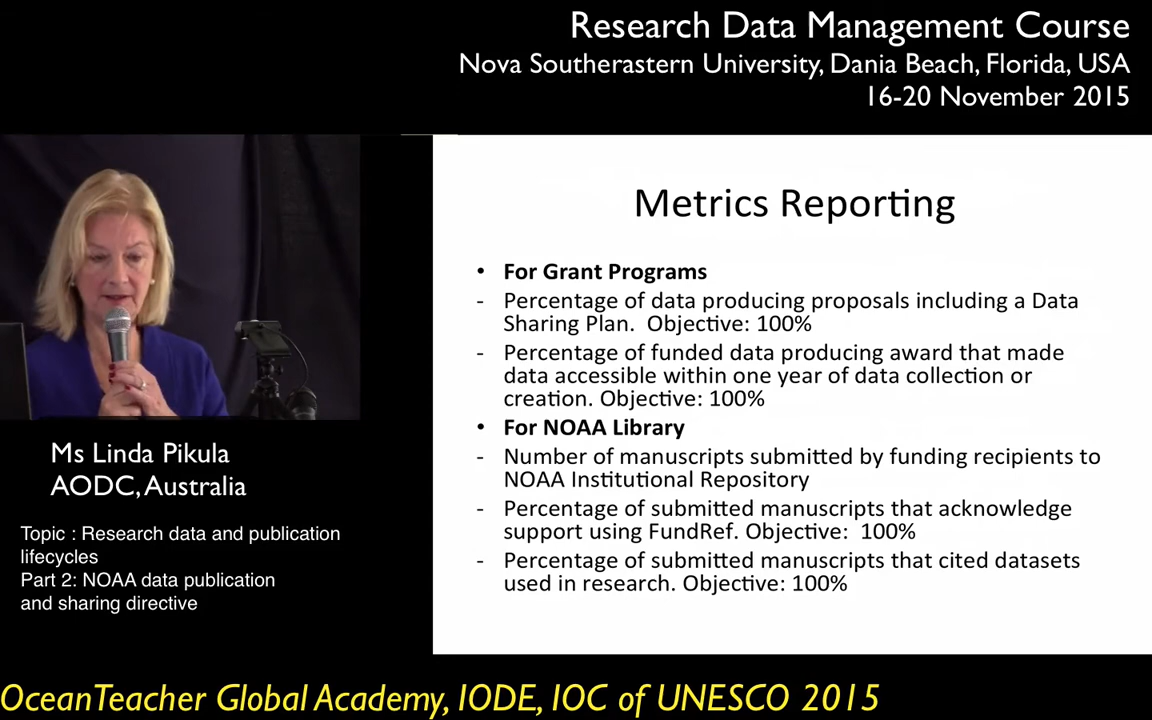 Research Data Management Course
Nova Southerastern University, Dania Beach, Florida, USA
16-20 November 2015
Metrics Reporting
• For Grant Programs
- Percentage of data producing proposals including a Data
Sharing Plan. Objective: 100%
- Percentage of funded data producing award that made
data accessible within one year of data collection or
creation. Objective: 100%
• For NOAA Library
- Number of manuscripts submitted by funding recipients to
NOAA Institutional Repository
- Percentage of submitted manuscripts that acknowledge
support using FundRef. Objective: 100%
- Percentage of submitted manuscripts that cited datasets
used in research. Objective: 100%
Ms Linda Pikula
AODC, Australia
Topic : Research data and publication
lifecycles
Part 2: NOAA data publication
and sharing directive
OceanTeacher Global Academy, IODE, IOC of UNESCO 2015